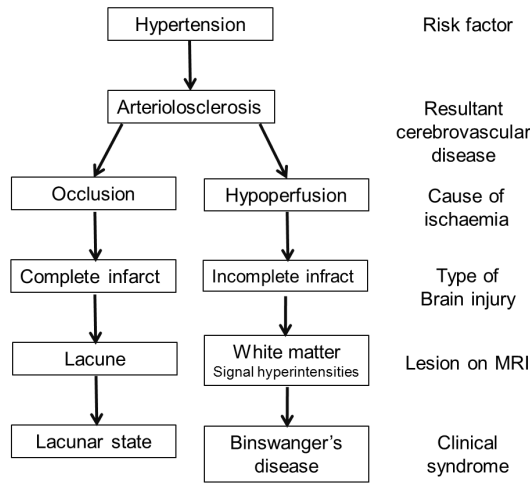 Hypertension
Risk factor
Arteriolosclerosis
Resultant
cerebrovascular
disease
Occlusion
Hypoperfusion
Cause of
ischaemia
Complete infarct
Incomplete infract
Type of
Brain injury
Lacune
White matter
Signal hyperintensities
Lesion on MRI
Lacunar state
Binswanger's
disease
Clinical
syndrome